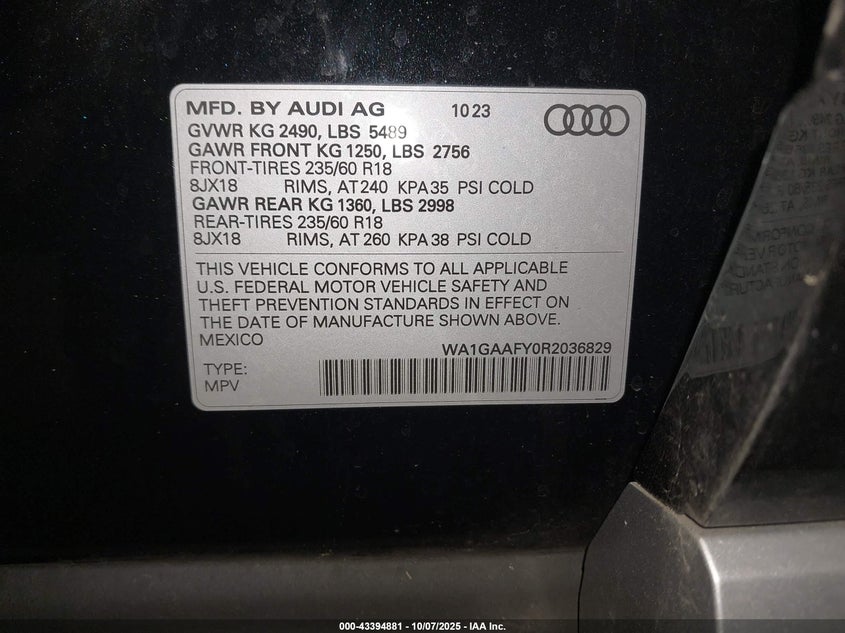 MFD. BY AUDI AG 10 23
GVWR KG 2490, LBS 5489
GAWR FRONT KG 1250, LBS 2756
FRONT-TIRES 235/60 R18
8JX18 RIMS, AT 240 KPA 35 PSI COLD
GAWR REAR KG 1360, LBS 2998
REAR-TIRES 235/60 R18
8JX18 RIMS, AT 260 KPA 38 PSI COLD
THIS VEHICLE CONFORMS TO ALL APPLICABLE
U.S. FEDERAL MOTOR VEHICLE SAFETY AND
THEFT PREVENTION STANDARDS IN EFFECT ON
THE DATE OF MANUFACTURE SHOWN ABOVE.
MEXICO
WA1GAAFY0R2036829
TYPE:
MPV
000-43394881 - 10/07/2025 - IAA Inc.